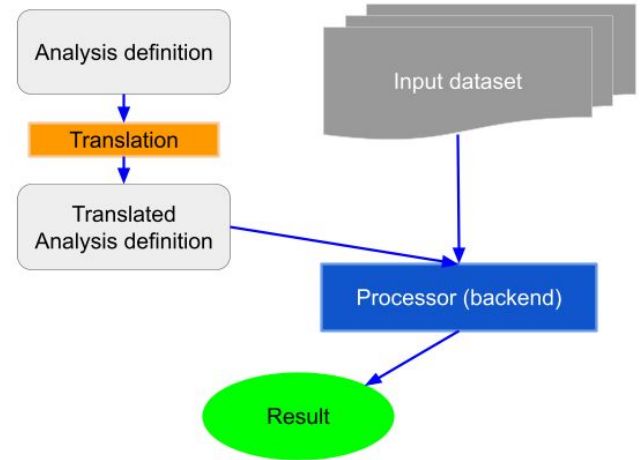 Analysis definition
Input dataset
Translation
Translated
Analysis definition
Processor (backend)
Result